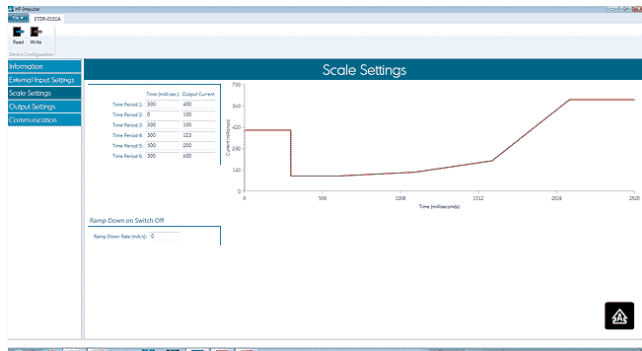 HF-Impulse
ETDR-0101A
Read Write
Device Configuration
Information
External Input Settings
Scale Settings
Output Settings
Communication
Scale Settings
Time (milli sec) Output Current
Time Period 1: 300 400
Time Period 2: 0 100
Time Period 3: 300 100
Time Period 4: 500 125
Time Period 5: 500 200
Time Period 6: 500 600
Ramp Down on Switch Off
Ramp Down Rate (mA/s): 0
Current (milliamps)
700
560
420
280
140
0
0 504 1008 1512 2016 2520
Time (milliseconds)